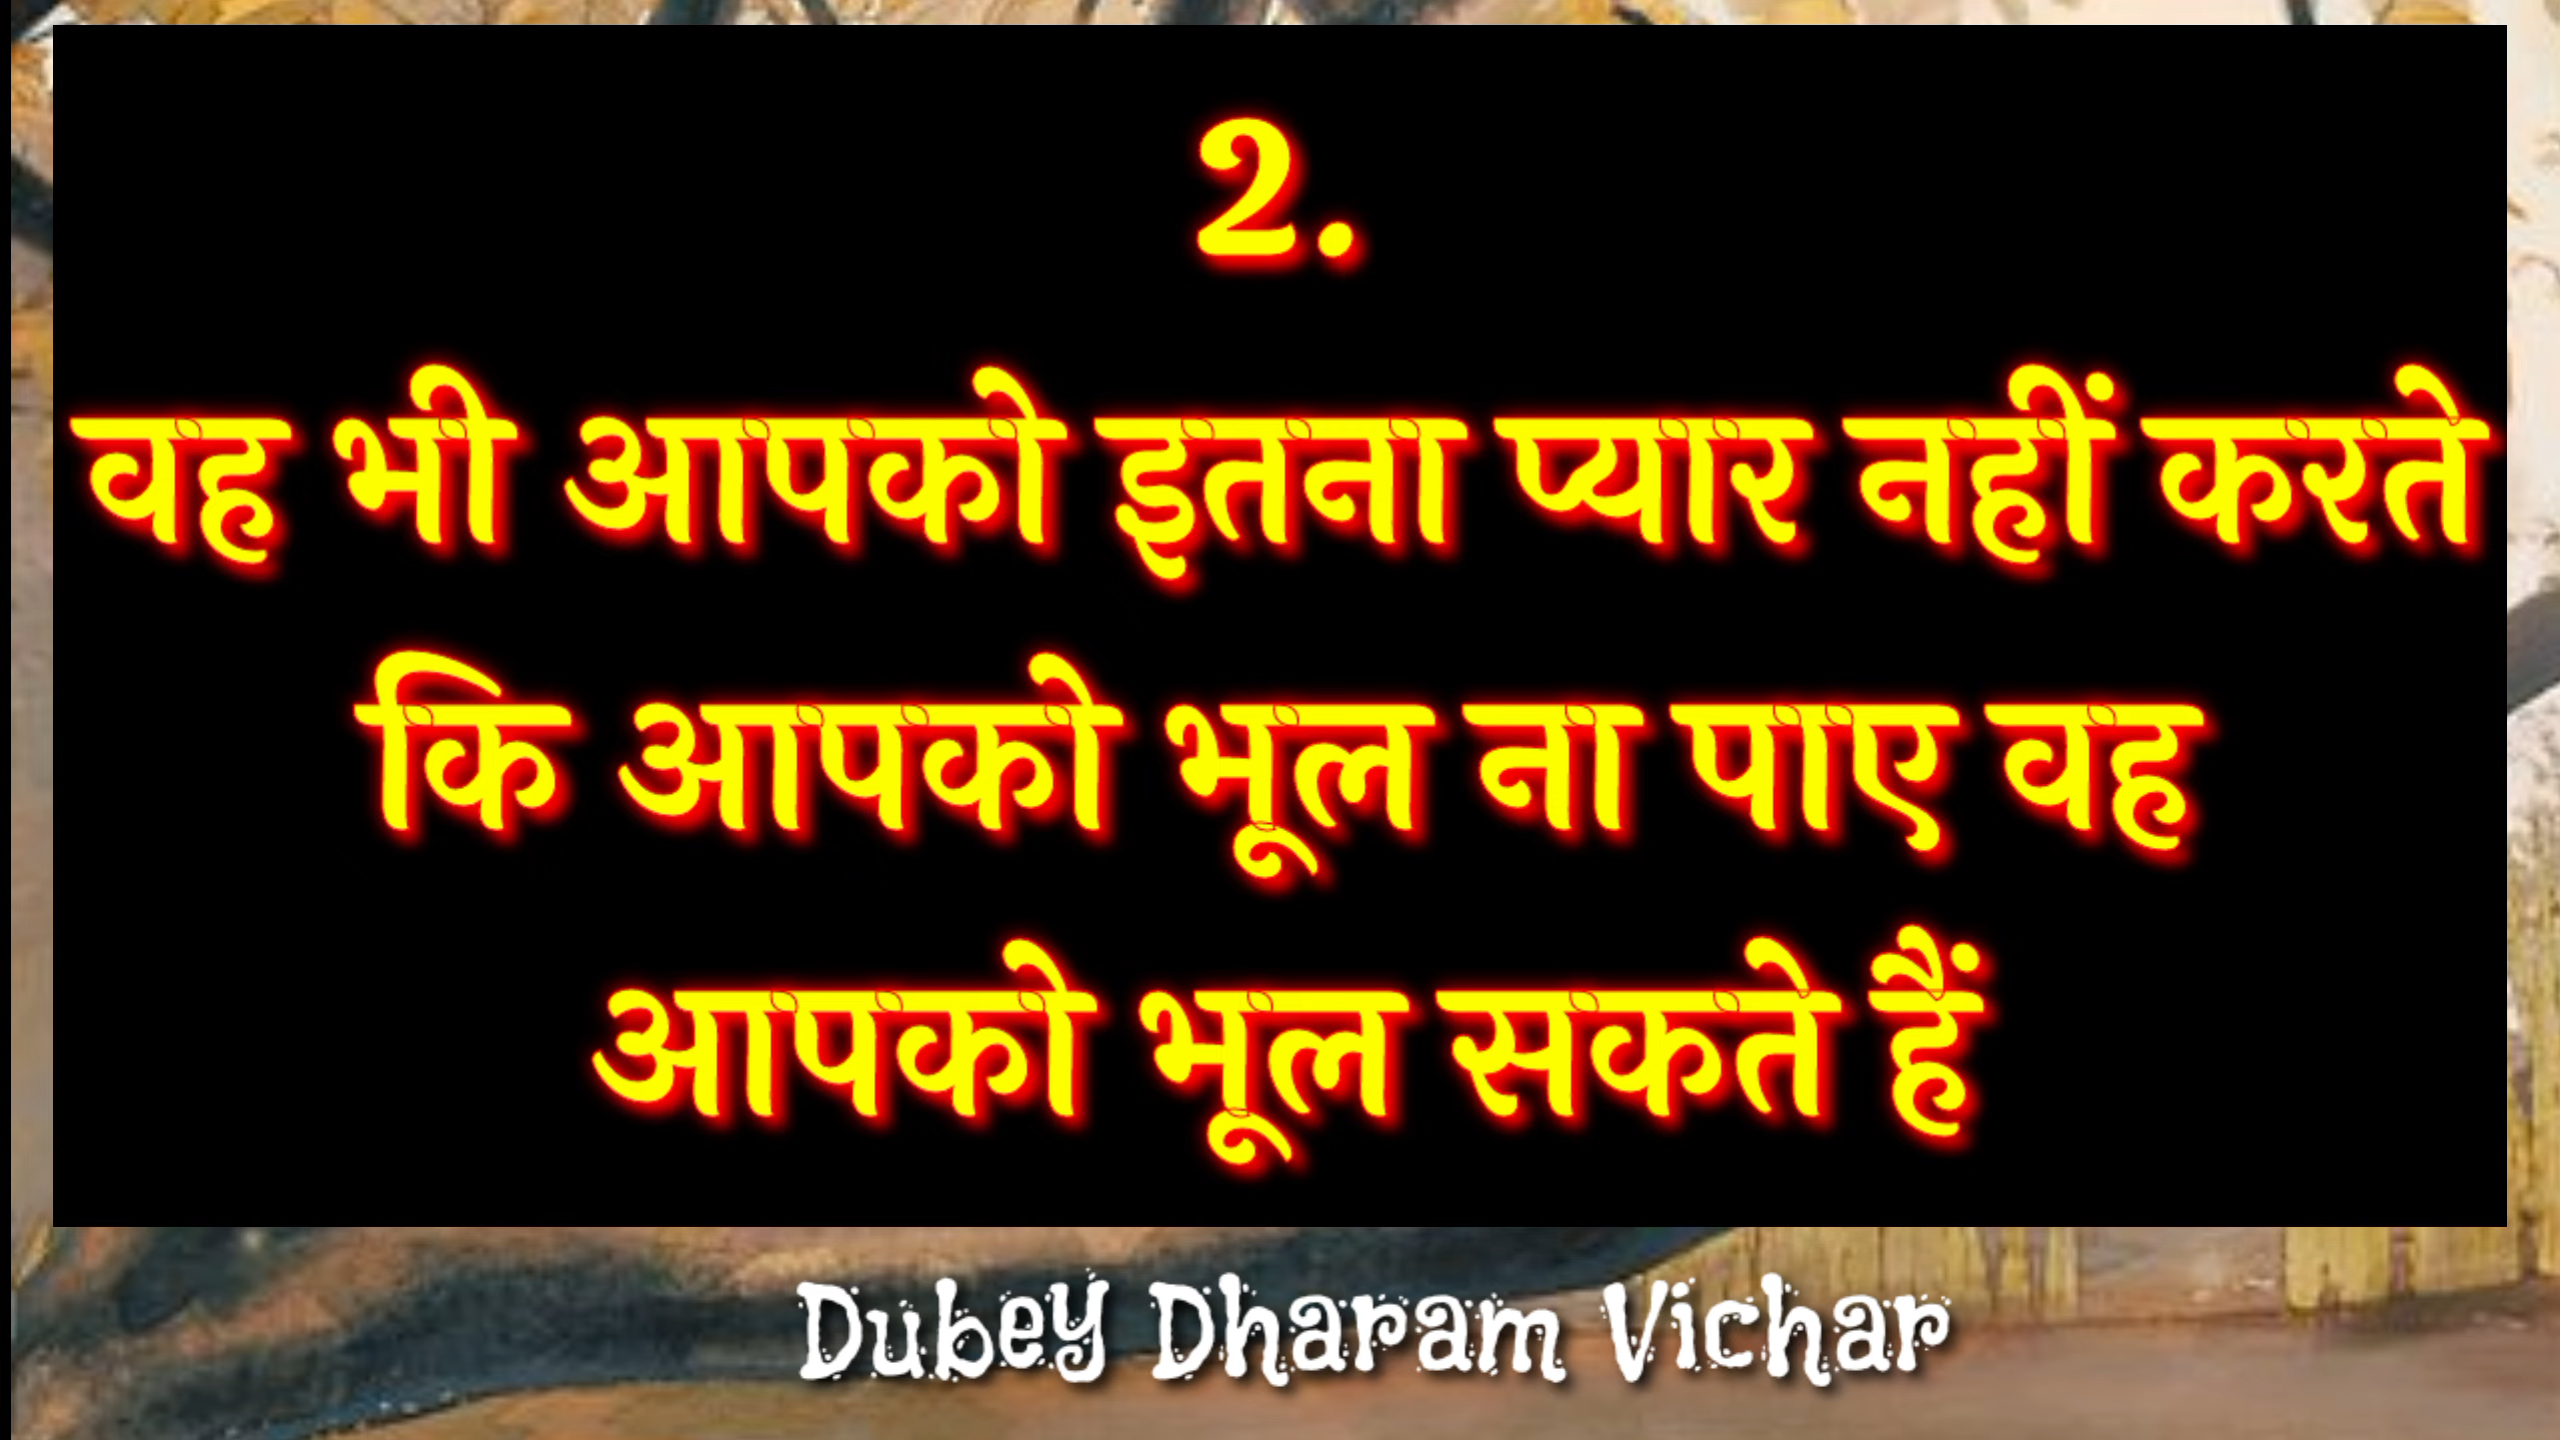 2.
वह भी आपको इतना प्यार नहीं करते
कि आपको भूल ना पाए वह
आपको भूल सकते हैं
Dubey Dharam Vichar